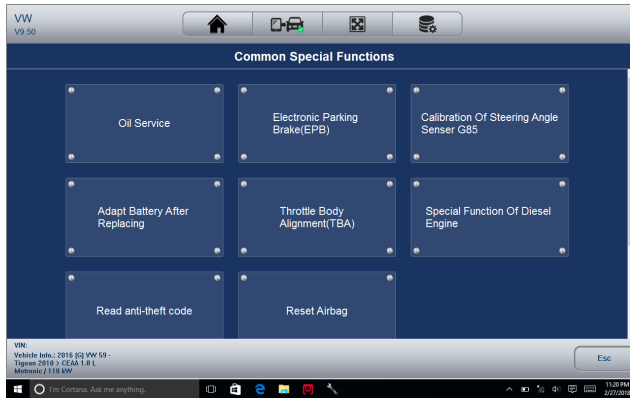 VW
V9.50
Common Special Functions
Oil Service
Electronic Parking
Brake(EPB)
Calibration Of Steering Angle
Senser G85
Adapt Battery After
Replacing
Throttle Body
Alignment(TBA)
Special Function Of Diesel
Engine
Read anti-theft code
Reset Airbag
VIN:
Vehicle Info.: 2016 (G) VW 59 -
Tiguan 2010 > CEAA 1.8 L
Motronic / 118 kW
Esc
I'm Cortana. Ask me anything.
11:20 PM
2/27/2018